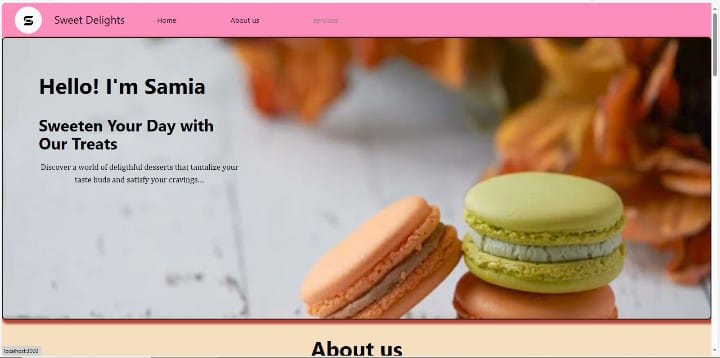 S Sweet Delights Home About us services
Hello! I'm Samia
Sweeten Your Day with
Our Treats
Discover a world of deligthful desserts that tantalize your
taste buds and satisfy your cravings...
About us
localhost:3000